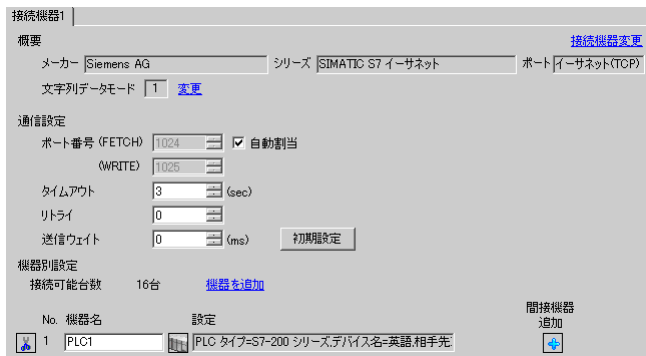 接続機器1
概要 接続機器変更
メーカー Siemens AG シリーズ SIMATIC S7 イーサネット ポート イーサネット(TCP)
文字列データモード 1 変更
通信設定
ポート番号 (FETCH) 1024 自動割当
(WRITE) 1025
タイムアウト 3 (sec)
リトライ 0
送信ウェイト 0 (ms) 初期設定
機器別設定
接続可能台数 16台 機器を追加
間接機器
No. 機器名 設定 追加
1 PLC1 PLC タイプ=S7-200 シリーズ,デバイス名=英語,相手先